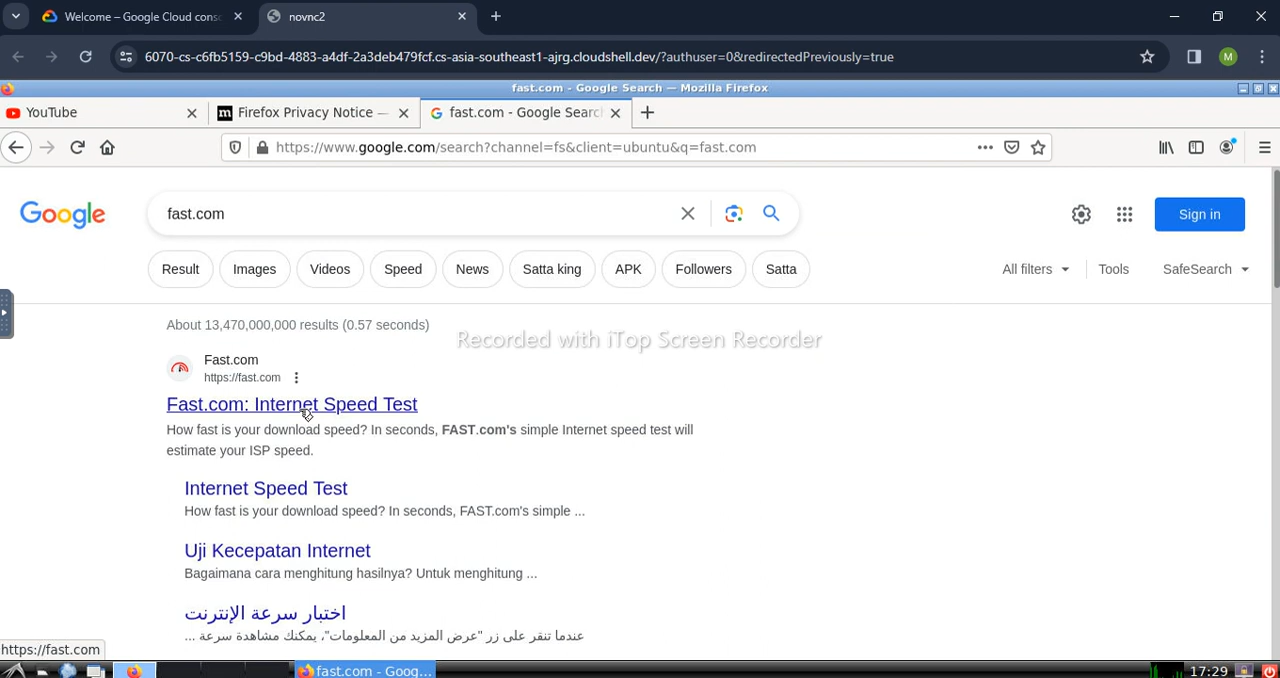 Welcome – Google Cloud cons
novnc2
6070-cs-c6fb5159-c9bd-4883-a4df-2a3deb479fcf.cs-asia-southeast1-ajrg.cloudshell.dev/?authuser=0&redirectedPreviously=true
M
fast.com - Google Search — Mozilla Firefox
YouTube
Firefox Privacy Notice —
fast.com - Google Searc
https://www.google.com/search?channel=fs&client=ubuntu&q=fast.com
Google
fast.com
Sign in
Result
Images
Videos
Speed
News
Satta king
APK
Followers
Satta
All filters
Tools
SafeSearch
About 13,470,000,000 results (0.57 seconds)
Recorded with iTop Screen Recorder
Fast.com
https://fast.com
Fast.com: Internet Speed Test
How fast is your download speed? In seconds, FAST.com's simple Internet speed test will
estimate your ISP speed.
Internet Speed Test
How fast is your download speed? In seconds, FAST.com's simple ...
Uji Kecepatan Internet
Bagaimana cara menghitung hasilnya? Untuk menghitung ...
اختبار سرعة الإنترنت
عندما تنقر على زر "عرض المزيد من المعلومات"، يمكنك مشاهدة سرعة ...
https://fast.com
fast.com - Goog...
17:29